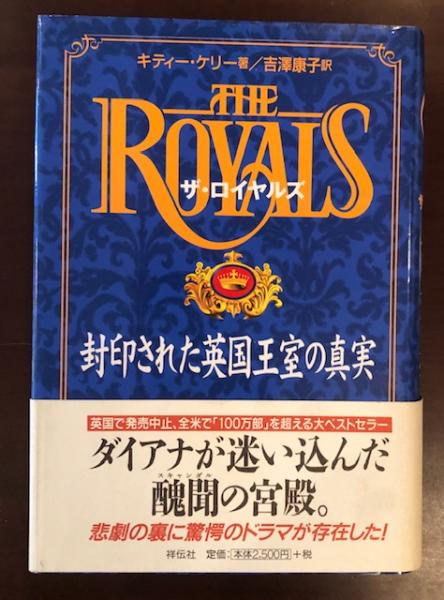 キティー・ケリー著／吉澤康子訳
THE
ROYALS
ザ・ロイヤルズ
封印された英国王室の真実
英国で発売中止、全米で「100万部」を超える大ベストセラー
ダイアナが迷い込んだ
スキャンダル
醜聞の宮殿。
悲劇の裏に驚愕のドラマが存在した!
祥伝社 定価:本体2,500円+税